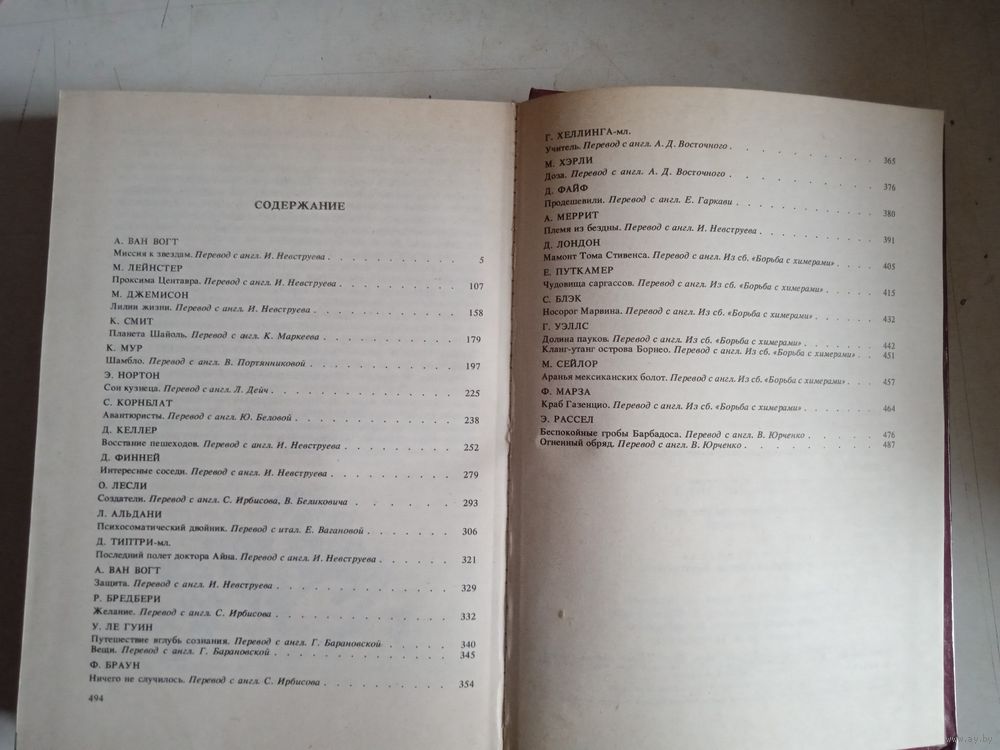 СОДЕРЖАНИЕ
А. ВАН ВОГТ
Миссия к звездам. Перевод с англ. И. Невструева . . . . . . . . . . . 5
М. ЛЕЙНСТЕР
Проксима Центавра. Перевод с англ. И. Невструева . . . . . . . . . 107
М. ДЖЕМИСОН
Лилии жизни. Перевод с англ. И. Невструева . . . . . . . . . . . 158
К. СМИТ
Планета Шайоль. Перевод с англ. К. Маркеева . . . . . . . . . . 179
К. МУР
Шамбло. Перевод с англ. В. Портянниковой . . . . . . . . . . . 197
Э. НОРТОН
Сон кузнеца. Перевод с англ. Л. Дейч . . . . . . . . . . . . . 225
С. КОРНБЛАТ
Авантюристы. Перевод с англ. Ю. Беловой . . . . . . . . . . . 238
Д. КЕЛЛЕР
Восстание пешеходов. Перевод с англ. И. Невструева . . . . . . . . 252
Д. ФИННЕЙ
Интересные соседи. Перевод с англ. И. Невструева . . . . . . . . . 279
О. ЛЕСЛИ
Создатели. Перевод с англ. С. Ирбисова, В. Беликовича . . . . . . . 293
Л. АЛЬДАНИ
Психосоматический двойник. Перевод с итал. Е. Вагановой . . . . . . 306
Д. ТИПТРИ-мл.
Последний полет доктора Айна. Перевод с англ. И. Невструева . . . . . 321
А. ВАН ВОГТ
Защита. Перевод с англ. И. Невструева . . . . . . . . . . . . 329
Р. БРЕДБЕРИ
Желание. Перевод с англ. С. Ирбисова . . . . . . . . . . . . 332
У. ЛЕ ГУИН
Путешествие вглубь сознания. Перевод с англ. Г. Барановской . . . . . 340
Вещи. Перевод с англ. Г. Барановской . . . . . . . . . . . . . 345
Ф. БРАУН
Ничего не случилось. Перевод с англ. С. Ирбисова . . . . . . . . . 354
494
Г. ХЕЛЛИНГА-мл.
Учитель. Перевод с англ. А. Д. Восточного . . . . . . . . . . 365
М. ХЭРЛИ
Доза. Перевод с англ. А. Д. Восточного . . . . . . . . . . . 376
Д. ФАЙФ
Продешевили. Перевод с англ. Е. Гаркави . . . . . . . . . . . 380
А. МЕРРИТ
Племя из бездны. Перевод с англ. И. Невструева . . . . . . . . . 391
Д. ЛОНДОН
Мамонт Тома Стивенса. Перевод с англ. Из сб. «Борьба с химерами» . . . 405
Е. ПУТКАМЕР
Чудовища саргассов. Перевод с англ. Из сб. «Борьба с химерами» . . . . 415
С. БЛЭК
Носорог Марвина. Перевод с англ. Из сб. «Борьба с химерами» . . . . . 432
Г. УЭЛЛС
Долина пауков. Перевод с англ. Из сб. «Борьба с химерами» . . . . . . 442
Кланг-утанг острова Борнео. Перевод с англ. Из сб. «Борьба с химерами» . . 451
М. СЕЙЛОР
Аранья мексиканских болот. Перевод с англ. Из сб. «Борьба с химерами» . . . 457
Ф. МАРЗА
Краб Газенцио. Перевод с англ. Из сб. «Борьба с химерами» . . . . . . 464
Э. РАССЕЛ
Беспокойные гробы Барбадоса. Перевод с англ. В. Юрченко . . . . . . 476
Огненный обряд. Перевод с англ. В. Юрченко . . . . . . . . . . 487
www.ay.by